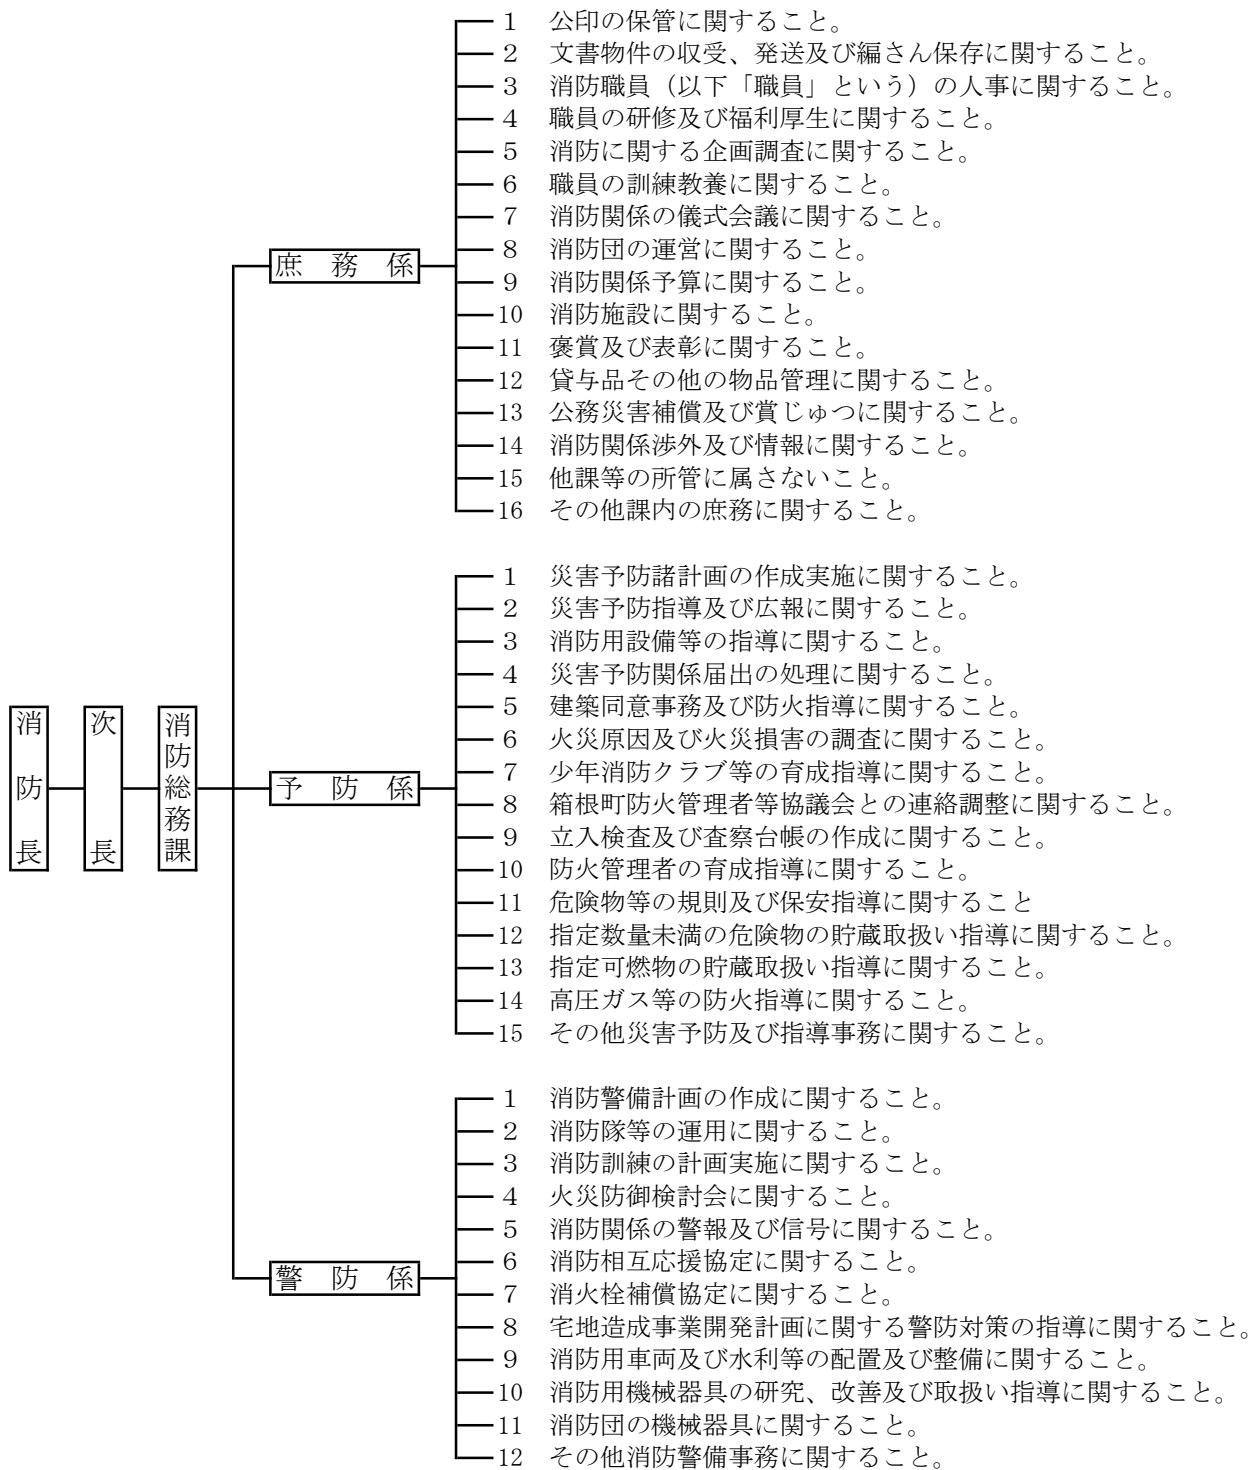 消防長
次長
消防総務課
庶務係
1 公印の保管に関すること。
2 文書物件の収受、発送及び編さん保存に関すること。
3 消防職員（以下「職員」という）の人事に関すること。
4 職員の研修及び福利厚生に関すること。
5 消防に関する企画調査に関すること。
6 職員の訓練教養に関すること。
7 消防関係の儀式会議に関すること。
8 消防団の運営に関すること。
9 消防関係予算に関すること。
10 消防施設に関すること。
11 褒賞及び表彰に関すること。
12 貸与品その他の物品管理に関すること。
13 公務災害補償及び賞じゅつに関すること。
14 消防関係渉外及び情報に関すること。
15 他課等の所管に属さないこと。
16 その他課内の庶務に関すること。
予防係
1 災害予防諸計画の作成実施に関すること。
2 災害予防指導及び広報に関すること。
3 消防用設備等の指導に関すること。
4 災害予防関係届出の処理に関すること。
5 建築同意事務及び防火指導に関すること。
6 火災原因及び火災損害の調査に関すること。
7 少年消防クラブ等の育成指導に関すること。
8 箱根町防火管理者等協議会との連絡調整に関すること。
9 立入検査及び査察台帳の作成に関すること。
10 防火管理者の育成指導に関すること。
11 危険物等の規則及び保安指導に関すること
12 指定数量未満の危険物の貯蔵取扱い指導に関すること。
13 指定可燃物の貯蔵取扱い指導に関すること。
14 高圧ガス等の防火指導に関すること。
15 その他災害予防及び指導事務に関すること。
警防係
1 消防警備計画の作成に関すること。
2 消防隊等の運用に関すること。
3 消防訓練の計画実施に関すること。
4 火災防御検討会に関すること。
5 消防関係の警報及び信号に関すること。
6 消防相互応援協定に関すること。
7 消火栓補償協定に関すること。
8 宅地造成事業開発計画に関する警防対策の指導に関すること。
9 消防用車両及び水利等の配置及び整備に関すること。
10 消防用機械器具の研究、改善及び取扱い指導に関すること。
11 消防団の機械器具に関すること。
12 その他消防警備事務に関すること。